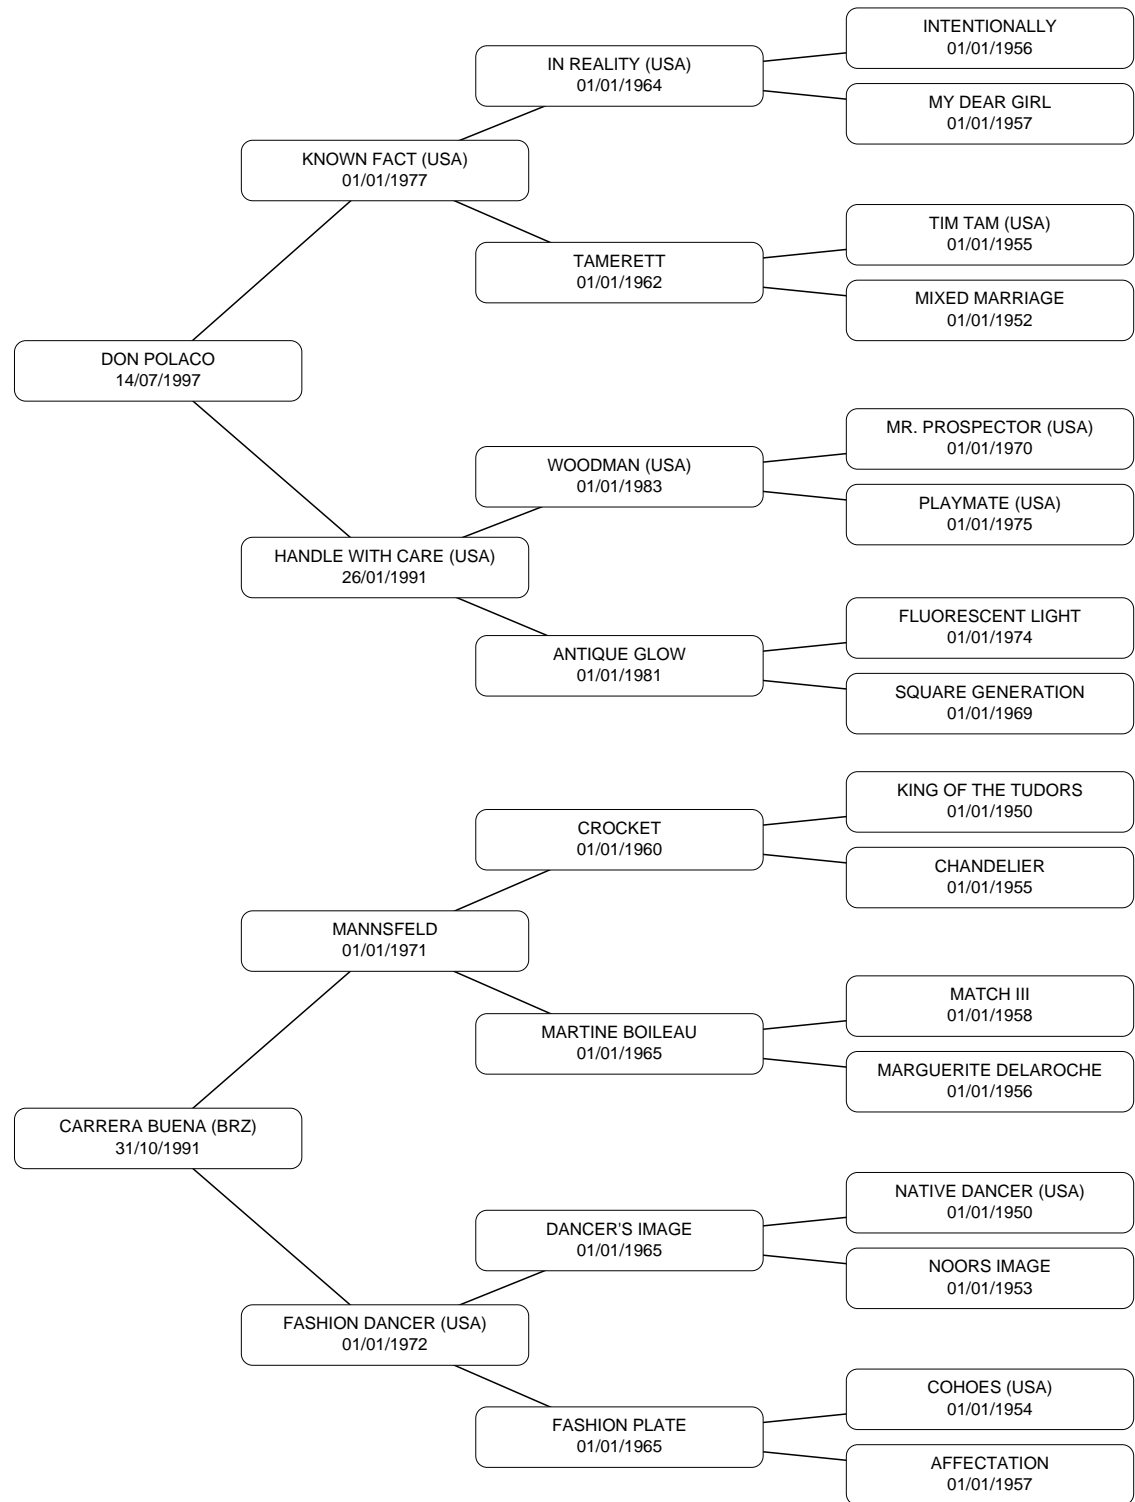 INTENTIONALLY
01/01/1956
IN REALITY (USA)
01/01/1964
MY DEAR GIRL
01/01/1957
KNOWN FACT (USA)
01/01/1977
TIM TAM (USA)
01/01/1955
TAMERETT
01/01/1962
MIXED MARRIAGE
01/01/1952
DON POLACO
14/07/1997
MR. PROSPECTOR (USA)
01/01/1970
WOODMAN (USA)
01/01/1983
PLAYMATE (USA)
01/01/1975
HANDLE WITH CARE (USA)
26/01/1991
FLUORESCENT LIGHT
01/01/1974
ANTIQUE GLOW
01/01/1981
SQUARE GENERATION
01/01/1969
KING OF THE TUDORS
01/01/1950
CROCKET
01/01/1960
CHANDELIER
01/01/1955
MANNSFELD
01/01/1971
MATCH III
01/01/1958
MARTINE BOILEAU
01/01/1965
MARGUERITE DELAROCHE
01/01/1956
CARRERA BUENA (BRZ)
31/10/1991
NATIVE DANCER (USA)
01/01/1950
DANCER'S IMAGE
01/01/1965
NOORS IMAGE
01/01/1953
FASHION DANCER (USA)
01/01/1972
COHOES (USA)
01/01/1954
FASHION PLATE
01/01/1965
AFFECTATION
01/01/1957